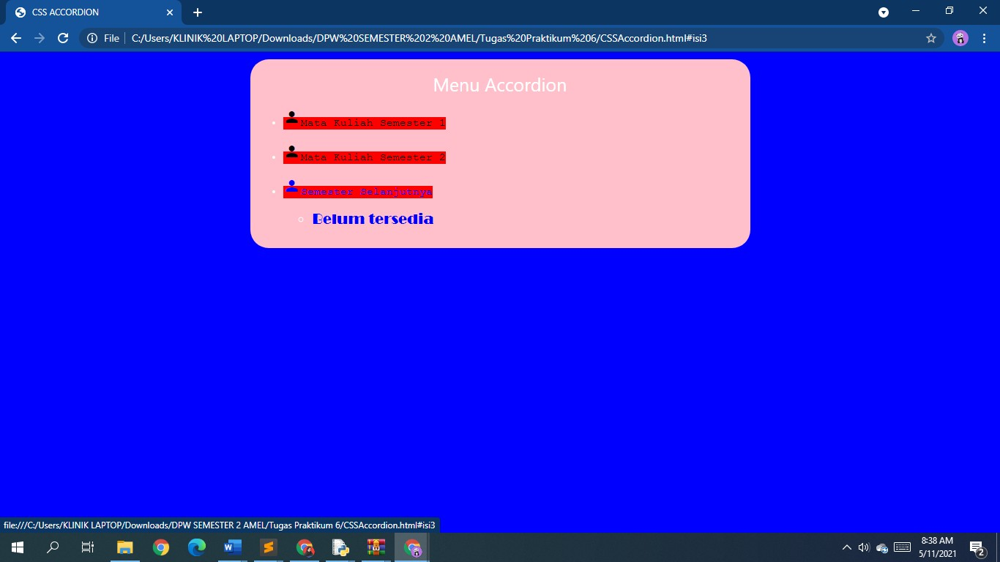 CSS ACCORDION
File
C:/Users/KLINIK%20LAPTOP/Downloads/DPW%20SEMESTER%202%20AMEL/Tugas%20Praktikum%206/CSSAccordion.html#isi3
Menu Accordion
Mata Kuliah Semester 1
Mata Kuliah Semester 2
Semester Selanjutnya
Belum tersedia
file:///C:/Users/KLINIK LAPTOP/Downloads/DPW SEMESTER 2 AMEL/Tugas Praktikum 6/CSSAccordion.html#isi3
8:38 AM
5/11/2021
2